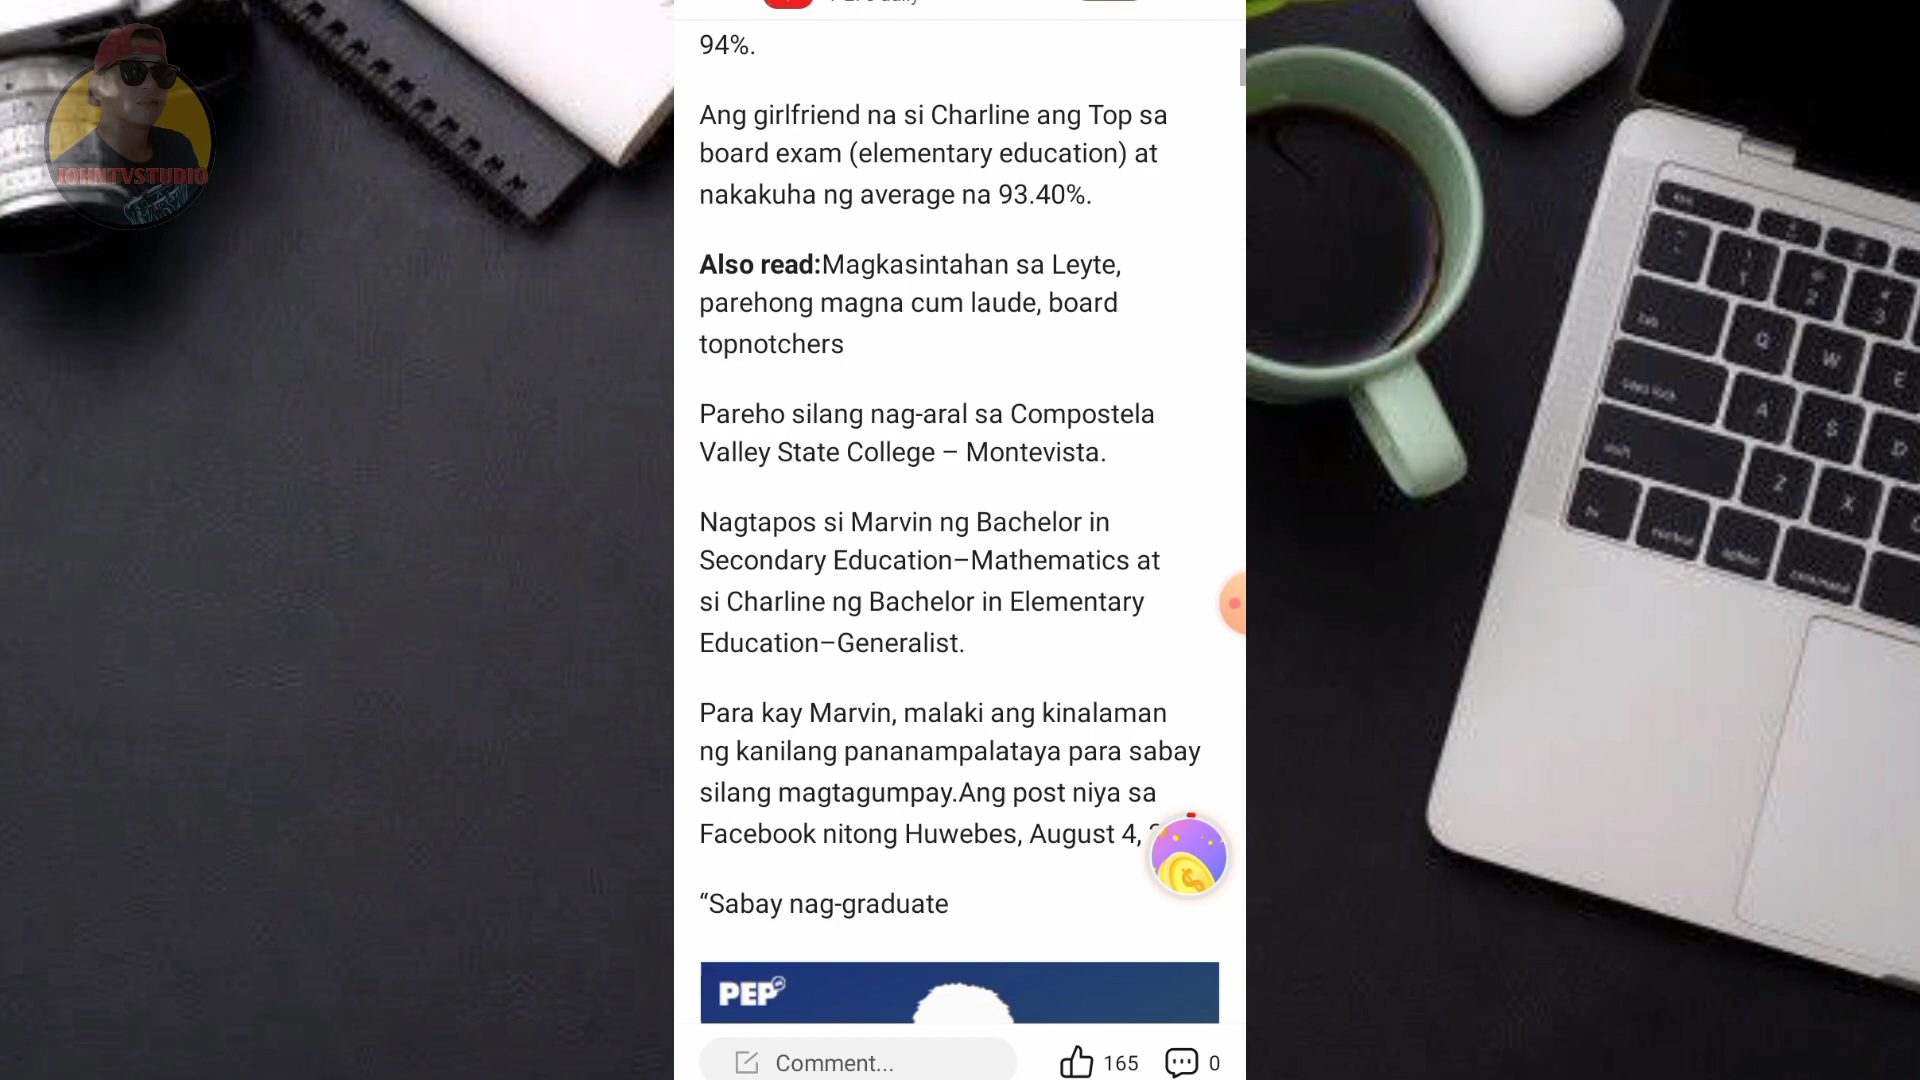 94%.
Ang girlfriend na si Charline ang Top sa
board exam (elementary education) at
nakakuha ng average na 93.40%.
Also read:Magkasintahan sa Leyte,
parehong magna cum laude, board
topnotchers
Pareho silang nag-aral sa Compostela
Valley State College – Montevista.
Nagtapos si Marvin ng Bachelor in
Secondary Education–Mathematics at
si Charline ng Bachelor in Elementary
Education–Generalist.
Para kay Marvin, malaki ang kinalaman
ng kanilang pananampalataya para sabay
silang magtagumpay.Ang post niya sa
Facebook nitong Huwebes, August 4,
“Sabay nag-graduate
PEP
Comment...
165
0
JOHNTVSTUDIO
caps lock
Q
W
E
A
S
D
Z
X
command